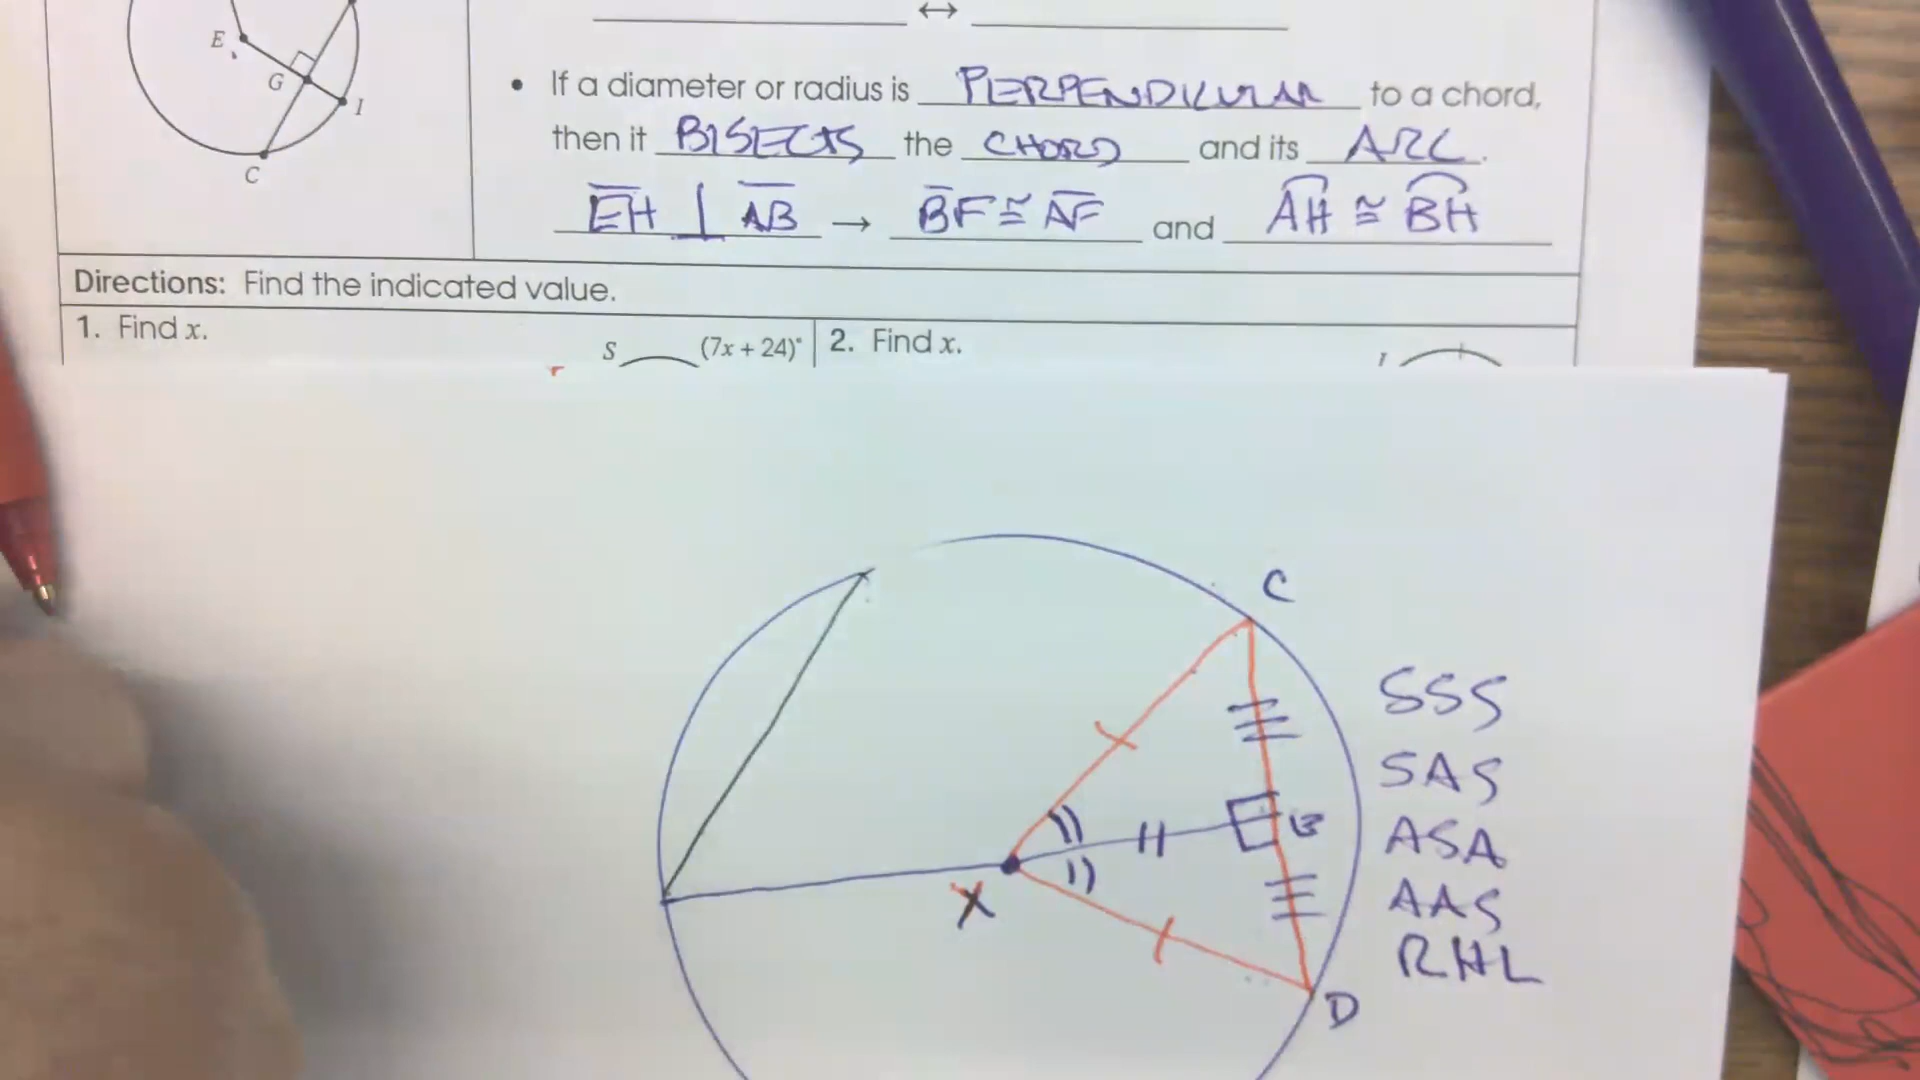 E
G
I
C
↔
• If a diameter or radius is PERPENDICULAR to a chord,
then it BISECTS the CHORD and its ARC.
EH ⊥ AB → BF ≅ AF and AH ≅ BH
Directions: Find the indicated value.
1. Find x.
S (7x + 24)°
2. Find x.
C
SSS
SAS
B
ASA
X
AAS
RHL
D